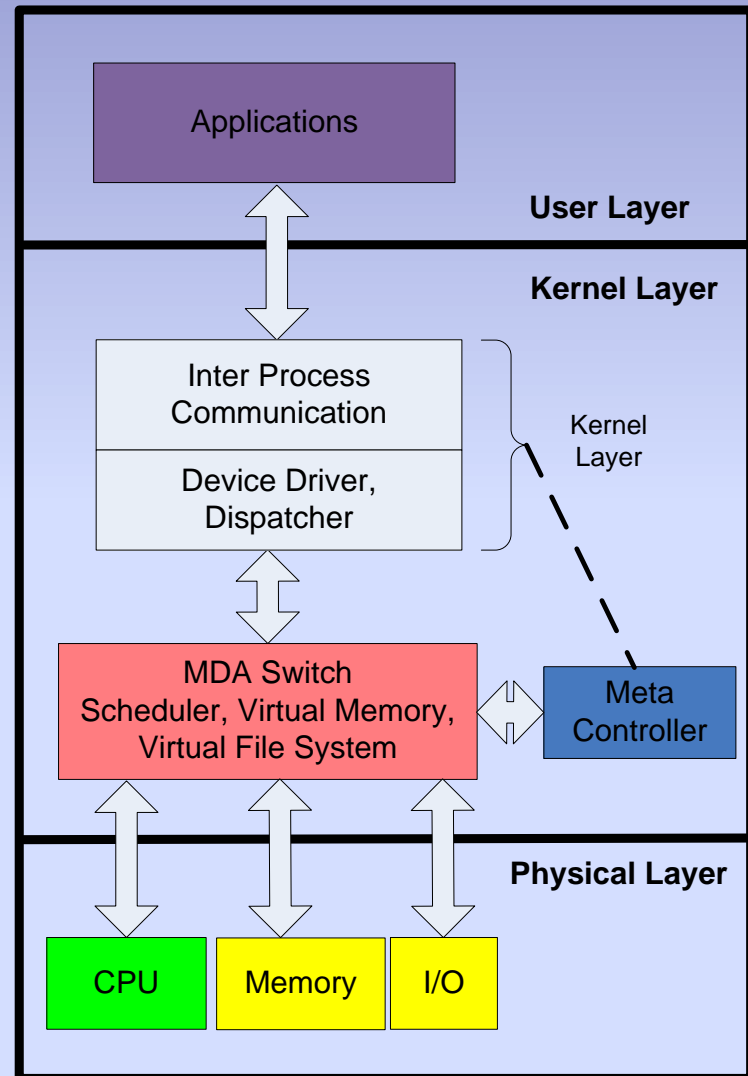 Applications
User Layer
Kernel Layer
Inter Process
Communication
Kernel
Layer
Device Driver,
Dispatcher
MDA Switch
Scheduler, Virtual Memory,
Virtual File System
Meta
Controller
Physical Layer
CPU
Memory
I/O